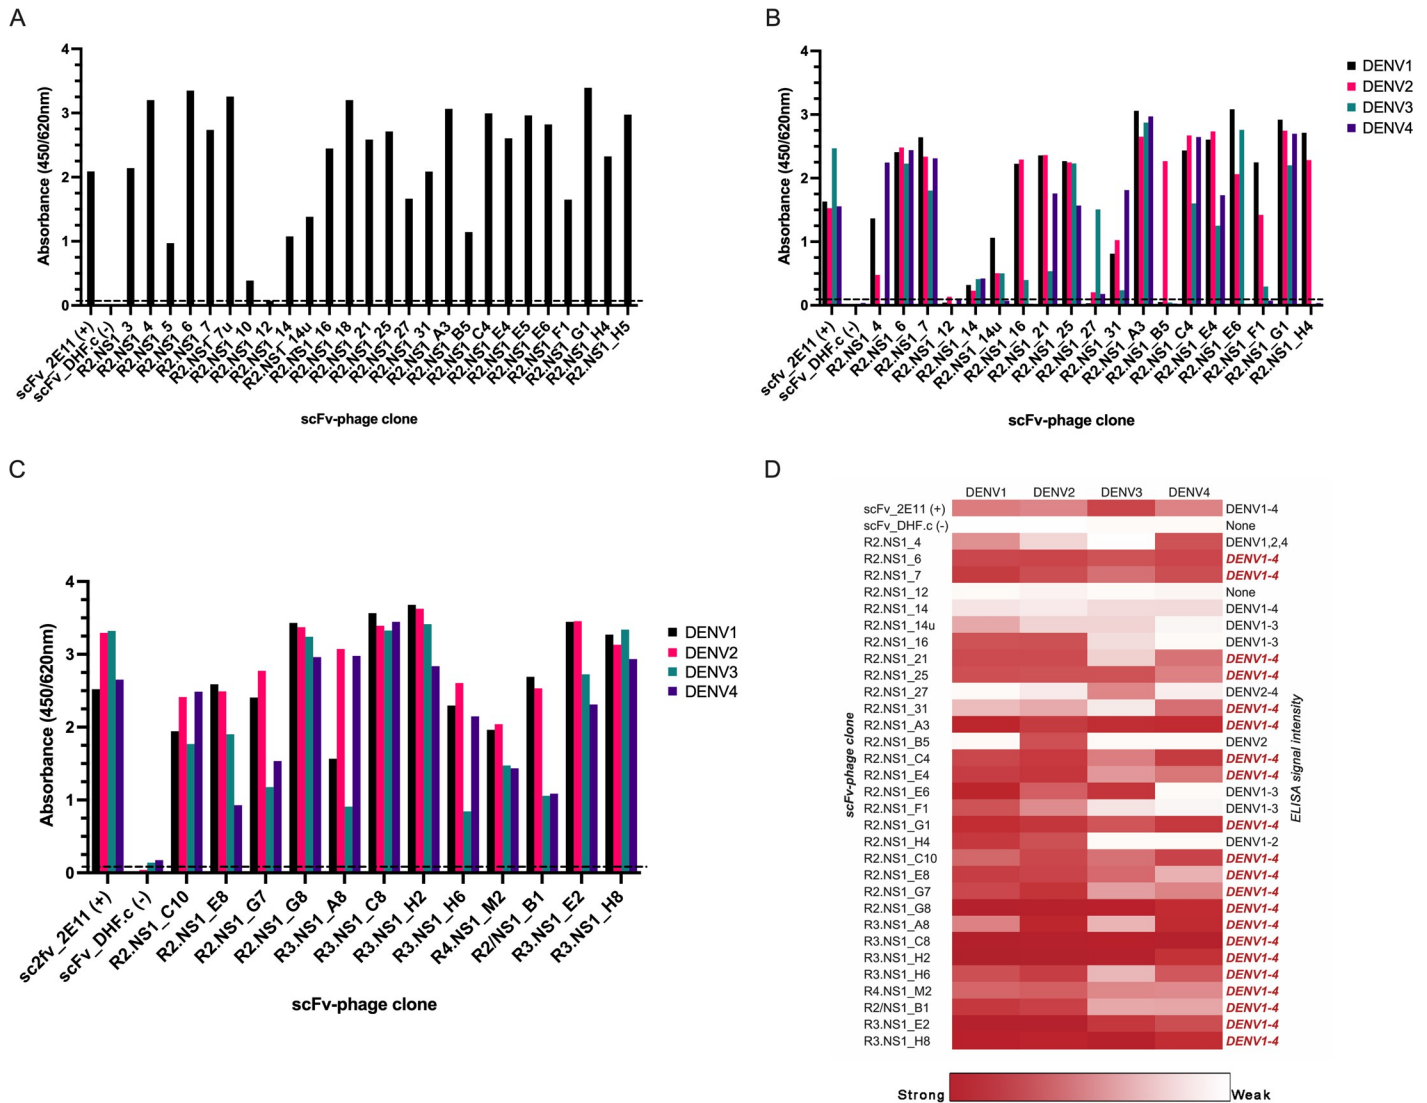 A
Absorbance (450/620nm)
4
3
2
1
0
scFv_2E11 (+)
scFv_DHF.c (-)
R2.NS1_3
R2.NS1_4
R2.NS1_5
R2.NS1_6
R2.NS1_7
R2.NS1_7u
R2.NS1_10
R2.NS1_12
R2.NS1_14
R2.NS1_14u
R2.NS1_16
R2.NS1_18
R2.NS1_21
R2.NS1_25
R2.NS1_27
R2.NS1_31
R2.NS1_A3
R2.NS1_B5
R2.NS1_C4
R2.NS1_E4
R2.NS1_E5
R2.NS1_E6
R2.NS1_F1
R2.NS1_G1
R2.NS1_H4
R2.NS1_H5
scFv-phage clone
B
Absorbance (450/620nm)
4
3
2
1
0
scfv_2E11 (+)
scFv_DHF.c (-)
R2.NS1_4
R2.NS1_6
R2.NS1_7
R2.NS1_12
R2.NS1_14
R2.NS1_14u
R2.NS1_16
R2.NS1_21
R2.NS1_25
R2.NS1_27
R2.NS1_31
R2.NS1_A3
R2.NS1_B5
R2.NS1_C4
R2.NS1_E4
R2.NS1_E6
R2.NS1_F1
R2.NS1_G1
R2.NS1_H4
scFv-phage clone
DENV1
DENV2
DENV3
DENV4
C
Absorbance (450/620nm)
4
3
2
1
0
sc2fv_2E11 (+)
scFv_DHF.c (-)
R2.NS1_C10
R2.NS1_E8
R2.NS1_G7
R2.NS1_G8
R3.NS1_A8
R3.NS1_C8
R3.NS1_H2
R3.NS1_H6
R4.NS1_M2
R2/NS1_B1
R3.NS1_E2
R3.NS1_H8
scFv-phage clone
DENV1
DENV2
DENV3
DENV4
D
DENV1 DENV2 DENV3 DENV4
scFv_2E11 (+) DENV1-4
scFv_DHF.c (-) None
R2.NS1_4 DENV1,2,4
R2.NS1_6 DENV1-4
R2.NS1_7 DENV1-4
R2.NS1_12 None
R2.NS1_14 DENV1-4
R2.NS1_14u DENV1-3
R2.NS1_16 DENV1-3
R2.NS1_21 DENV1-4
R2.NS1_25 DENV1-4
R2.NS1_27 DENV2-4
R2.NS1_31 DENV1-4
R2.NS1_A3 DENV1-4
R2.NS1_B5 DENV2
R2.NS1_C4 DENV1-4
R2.NS1_E4 DENV1-4
R2.NS1_E6 DENV1-3
R2.NS1_F1 DENV1-3
R2.NS1_G1 DENV1-4
R2.NS1_H4 DENV1-2
R2.NS1_C10 DENV1-4
R2.NS1_E8 DENV1-4
R2.NS1_G7 DENV1-4
R2.NS1_G8 DENV1-4
R3.NS1_A8 DENV1-4
R3.NS1_C8 DENV1-4
R3.NS1_H2 DENV1-4
R3.NS1_H6 DENV1-4
R4.NS1_M2 DENV1-4
R2/NS1_B1 DENV1-4
R3.NS1_E2 DENV1-4
R3.NS1_H8 DENV1-4
scFv-phage clone
ELISA signal intensity
Strong Weak